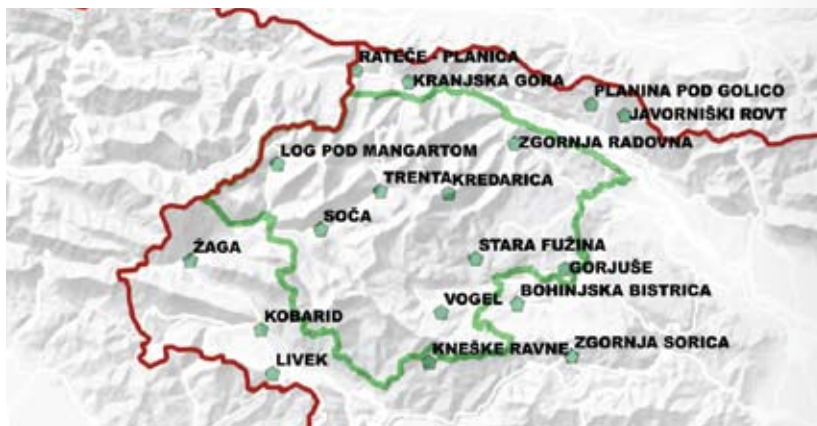 RATEČE - PLANICA
KRANJSKA GORA
PLANINA POD GOLICO
JAVORNIŠKI ROVT
ZGORNJA RADOVNA
LOG POD MANGARTOM
TRENTA
KREDARICA
SOČA
ŽAGA
STARA FUŽINA
GORJUŠE
BOHINJSKA BISTRICA
VOGEL
KOBARID
KNEŠKE RAVNE
ZGORNJA SORICA
LIVEK